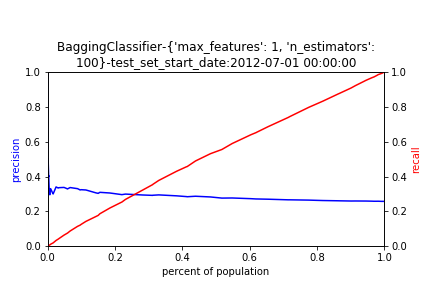 BaggingClassifier-{'max_features': 1, 'n_estimators':
100}-test_set_start_date:2012-07-01 00:00:00
1.0
0.8
0.6
0.4
0.2
0.0
precision
1.0
0.8
0.6
0.4
0.2
0.0
recall
0.0 0.2 0.4 0.6 0.8 1.0
percent of population